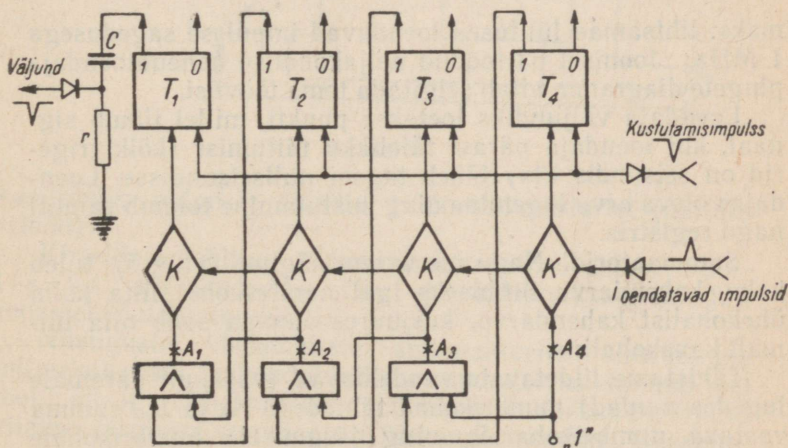 C
1 0
1 0
1 0
1 0
Väljund
T1
T2
T3
T4
r
Kustutamisimpulss
K
K
K
K
Loendatavad impulsid
A1
A2
A3
A4
„1"